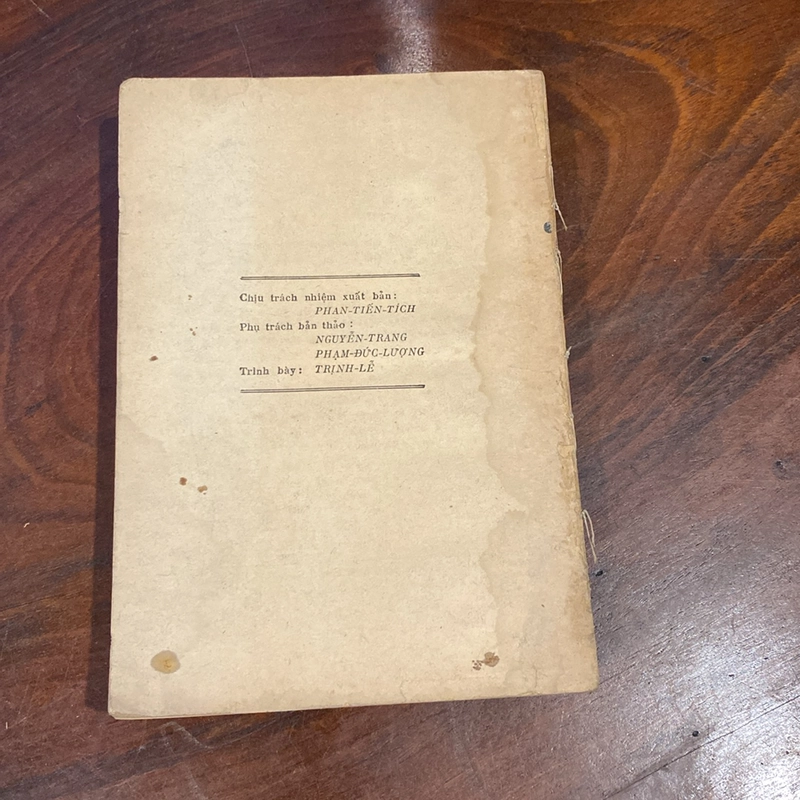 Chịu trách nhiệm xuất bản:
PHAN-TIẾN-TÍCH
Phụ trách bản thảo:
NGUYỄN-TRANG
PHẠM-ĐỨC-LƯỢNG
Trình bày: TRỊNH-LỄ